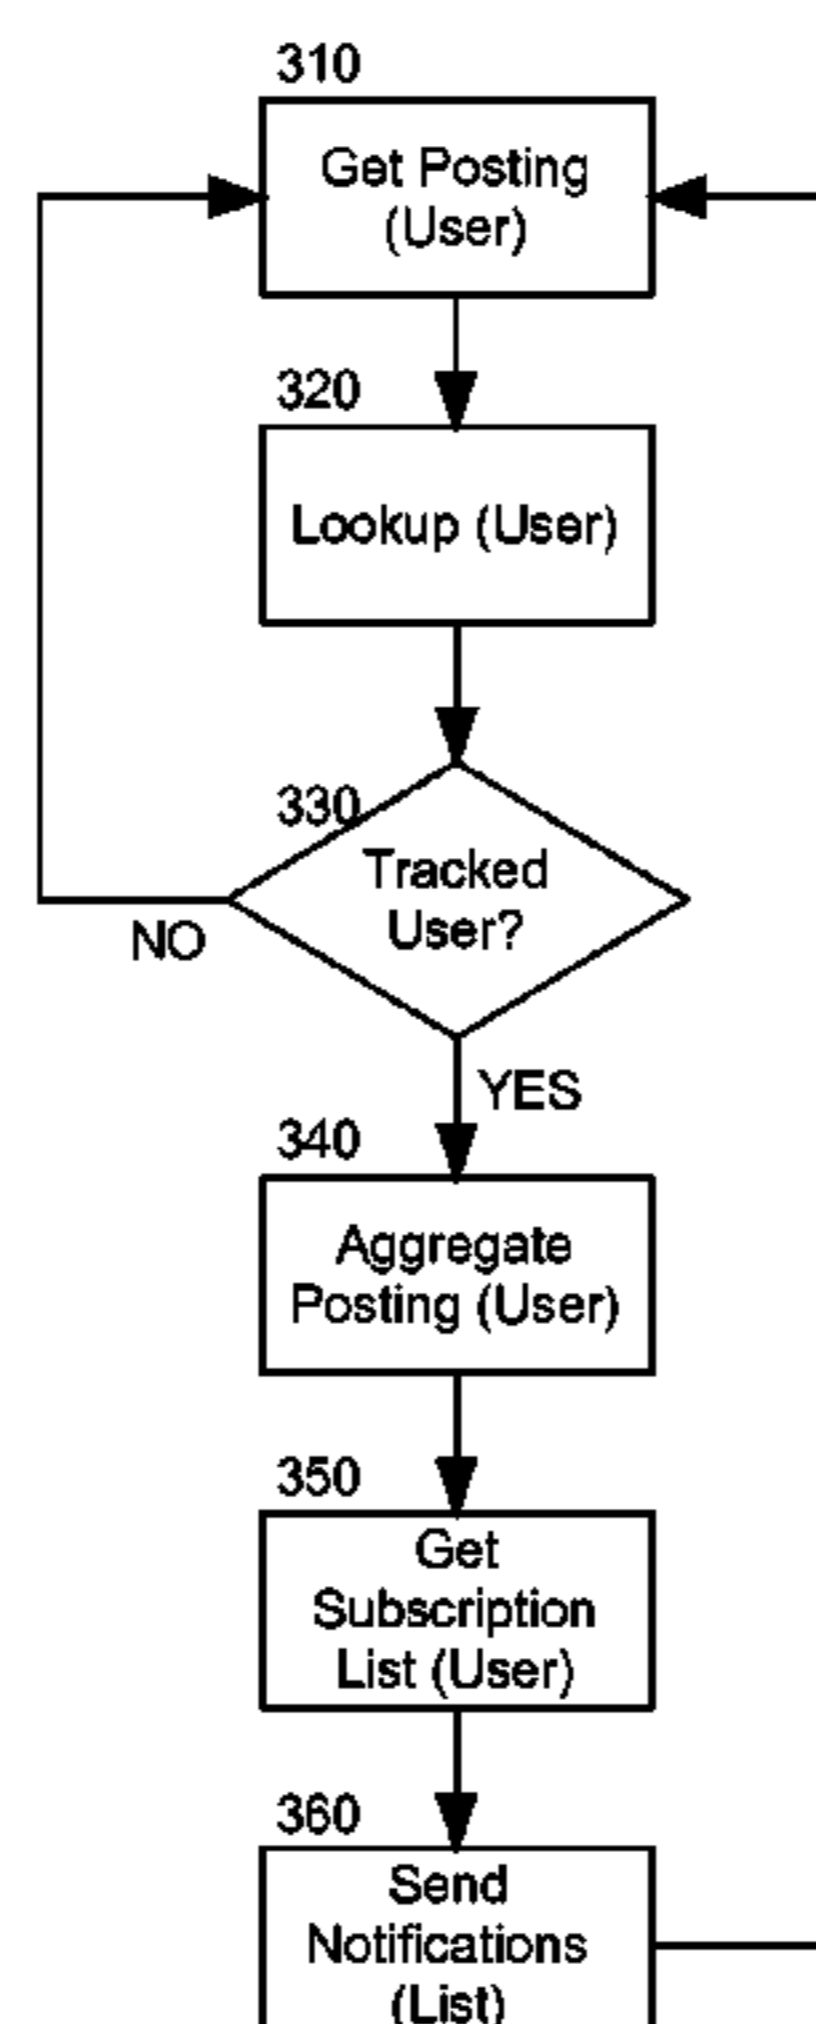 310
Get Posting
(User)
320
Lookup (User)
330
Tracked
User?
NO
YES
340
Aggregate
Posting (User)
350
Get
Subscription
List (User)
360
Send
Notifications
(List)